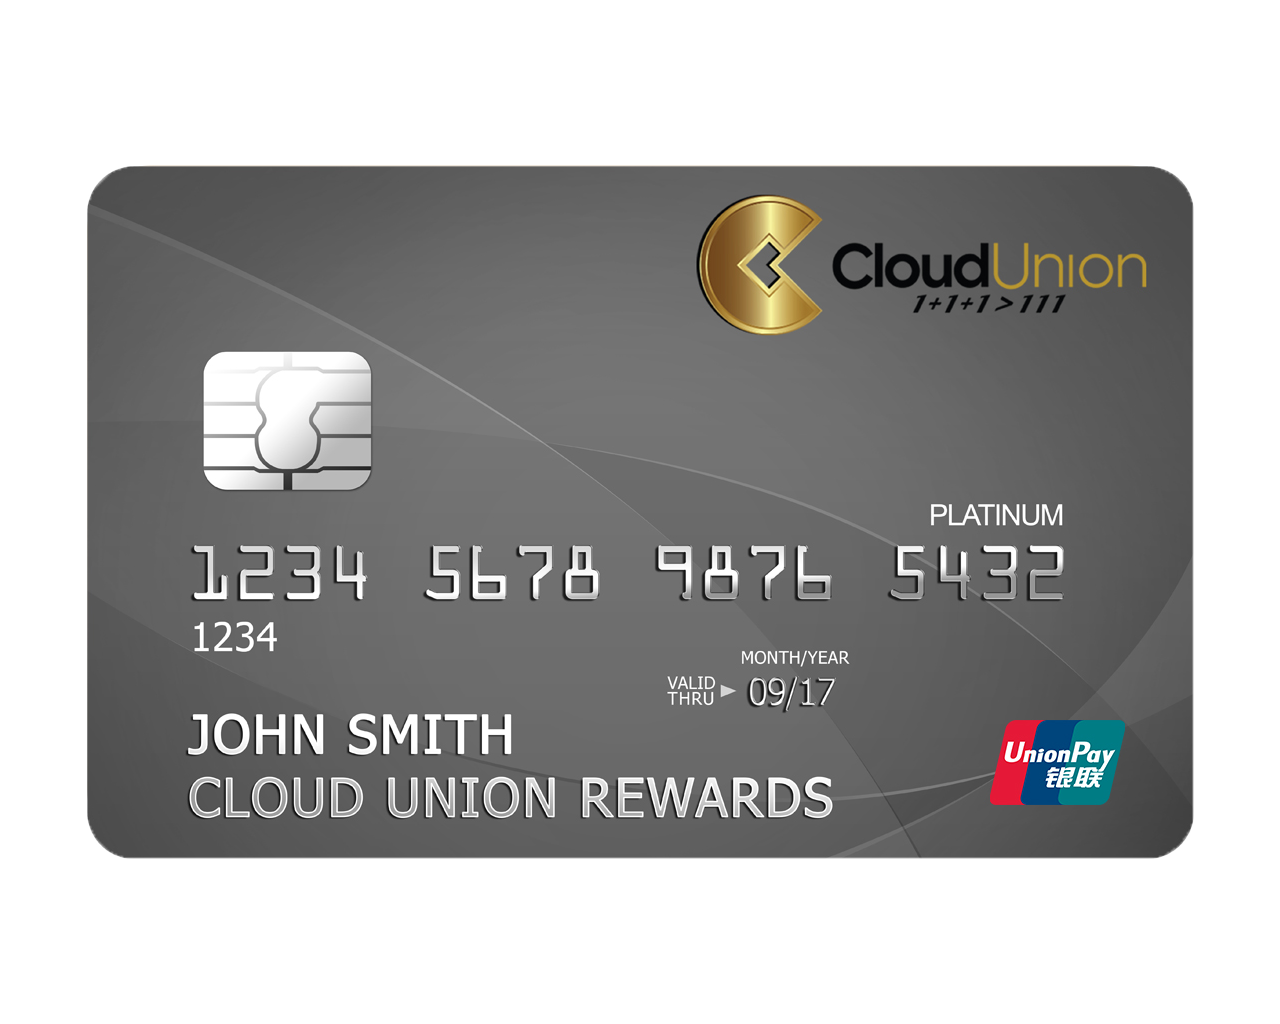 CloudUnion
1+1+1>111
PLATINUM
1234 5678 9876 5432
1234
MONTH/YEAR
VALID
THRU
09/17
JOHN SMITH
CLOUD UNION REWARDS
UnionPay
银联